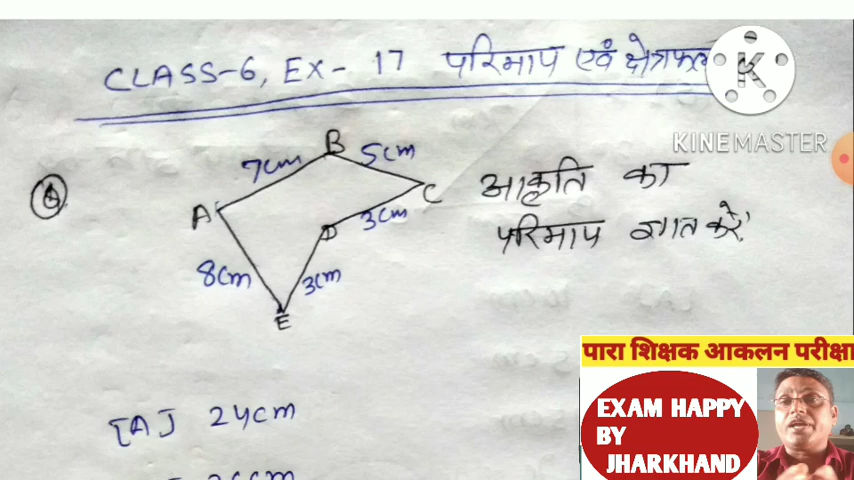 CLASS-6, EX- 17 परिमाप एवं क्षेत्रफल
K
KINEMASTER
Q
B
7cm
5cm
A
C
3cm
D
8cm
3cm
E
आकृति का
परिमाप ज्ञात करें
[A] 24cm
26cm
पारा शिक्षक आकलन परीक्षा
EXAM HAPPY
BY
JHARKHAND